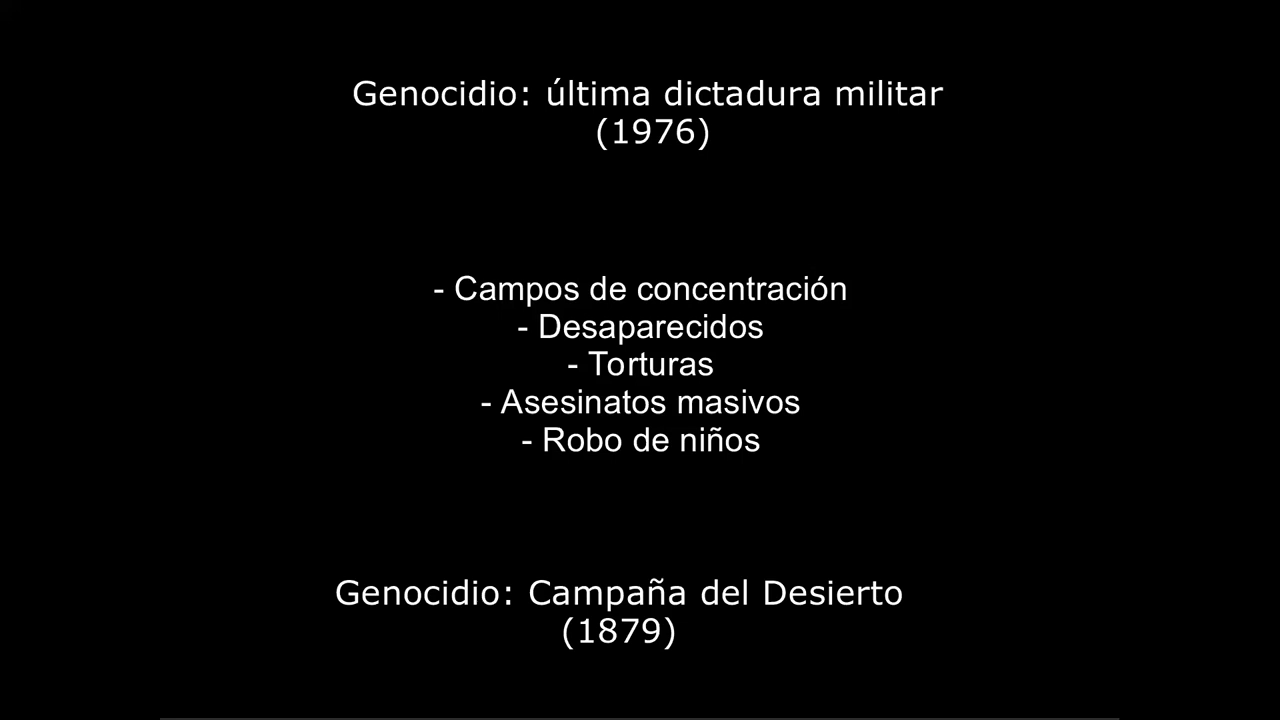 Genocidio: última dictadura militar
(1976)
- Campos de concentración
- Desaparecidos
- Torturas
- Asesinatos masivos
- Robo de niños
Genocidio: Campaña del Desierto
(1879)